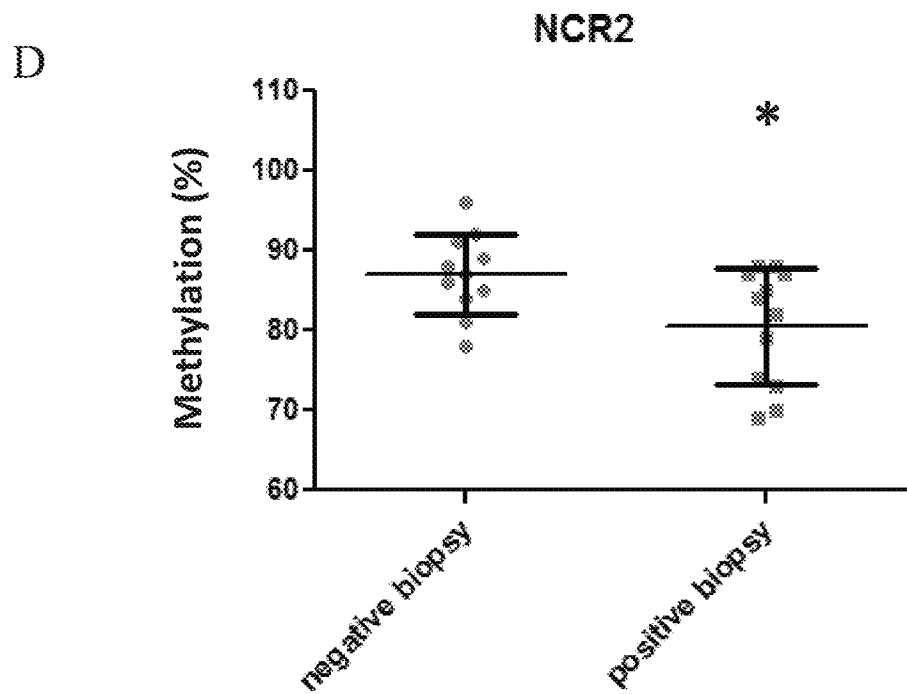 D
NCR2
Methylation (%)
110
100
90
80
70
60
*
negative biopsy
positive biopsy